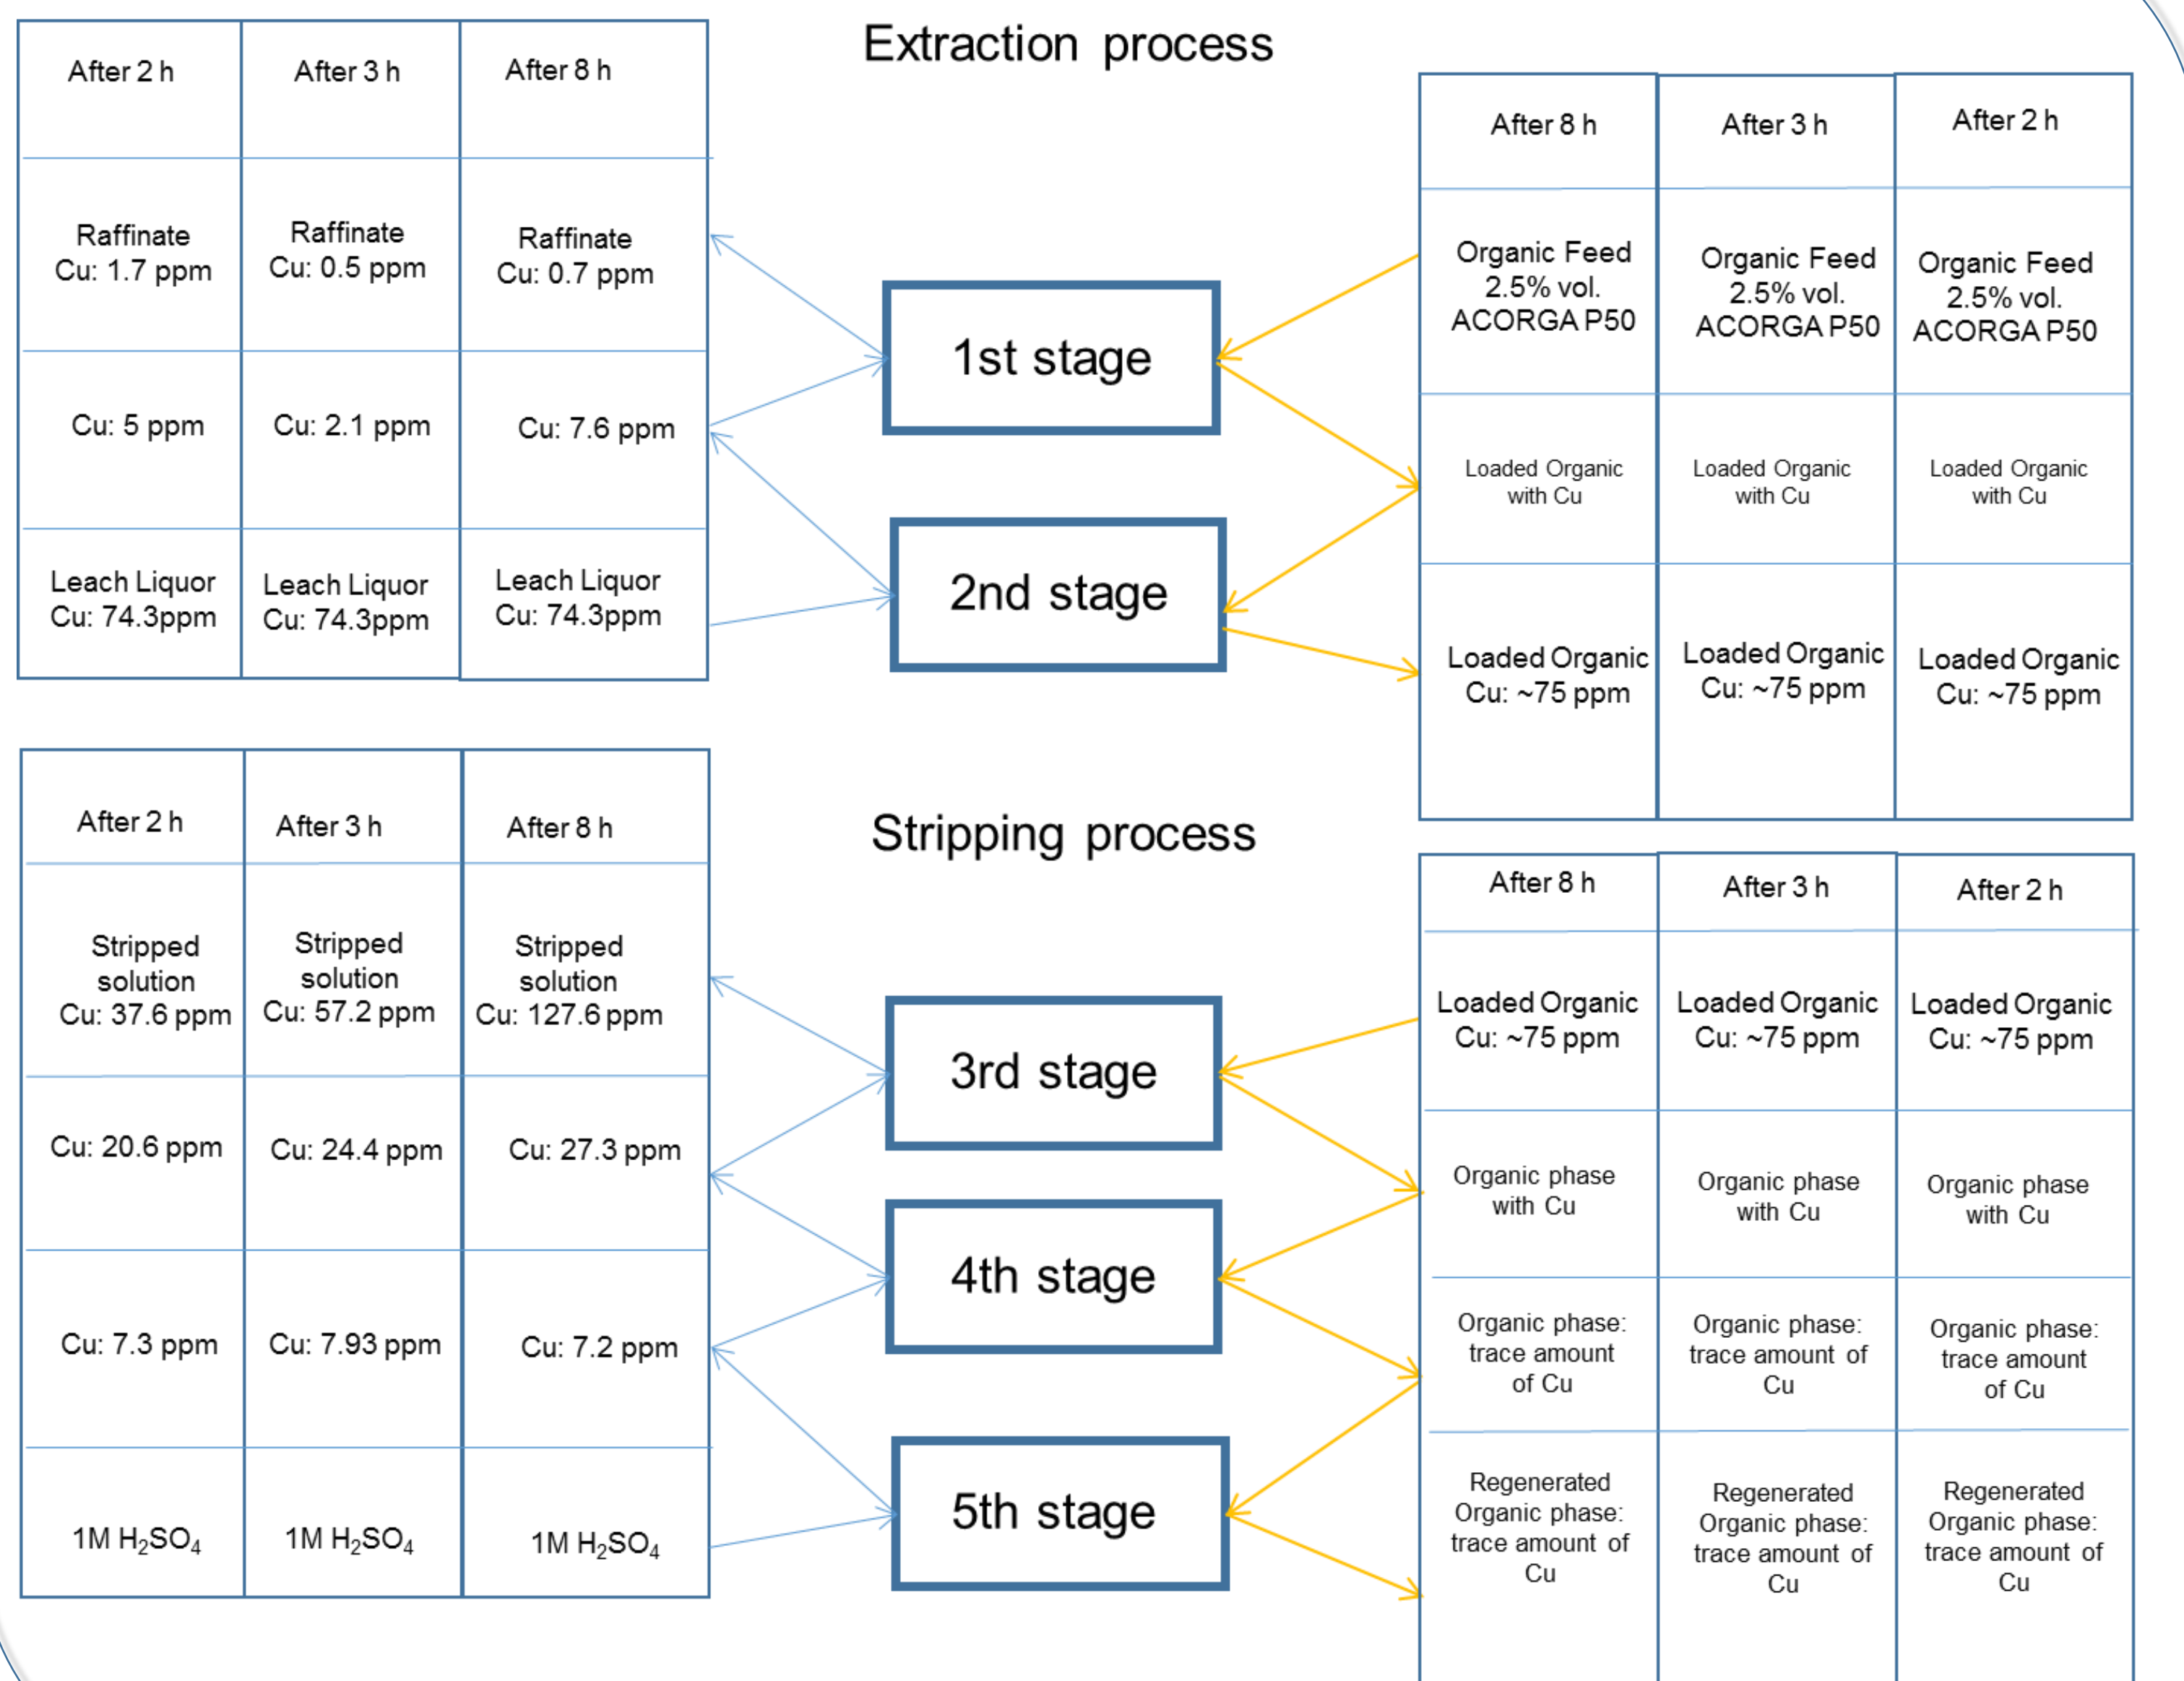 Extraction process
After 2 h
After 3 h
After 8 h
Raffinate
Cu: 1.7 ppm
Raffinate
Cu: 0.5 ppm
Raffinate
Cu: 0.7 ppm
Cu: 5 ppm
Cu: 2.1 ppm
Cu: 7.6 ppm
Leach Liquor
Cu: 74.3ppm
Leach Liquor
Cu: 74.3ppm
Leach Liquor
Cu: 74.3ppm
1st stage
2nd stage
After 8 h
After 3 h
After 2 h
Organic Feed
2.5% vol.
ACORGA P50
Organic Feed
2.5% vol.
ACORGA P50
Organic Feed
2.5% vol.
ACORGA P50
Loaded Organic
with Cu
Loaded Organic
with Cu
Loaded Organic
with Cu
Loaded Organic
Cu: ~75 ppm
Loaded Organic
Cu: ~75 ppm
Loaded Organic
Cu: ~75 ppm
Stripping process
After 2 h
After 3 h
After 8 h
Stripped
solution
Cu: 37.6 ppm
Stripped
solution
Cu: 57.2 ppm
Stripped
solution
Cu: 127.6 ppm
Cu: 20.6 ppm
Cu: 24.4 ppm
Cu: 27.3 ppm
Cu: 7.3 ppm
Cu: 7.93 ppm
Cu: 7.2 ppm
1M H₂SO₄
1M H₂SO₄
1M H₂SO₄
3rd stage
4th stage
5th stage
After 8 h
After 3 h
After 2 h
Loaded Organic
Cu: ~75 ppm
Loaded Organic
Cu: ~75 ppm
Loaded Organic
Cu: ~75 ppm
Organic phase
with Cu
Organic phase
with Cu
Organic phase
with Cu
Organic phase:
trace amount
of Cu
Organic phase:
trace amount of
Cu
Organic phase:
trace amount
of Cu
Regenerated
Organic phase:
trace amount of
Cu
Regenerated
Organic phase:
trace amount of
Cu
Regenerated
Organic phase:
trace amount of
Cu